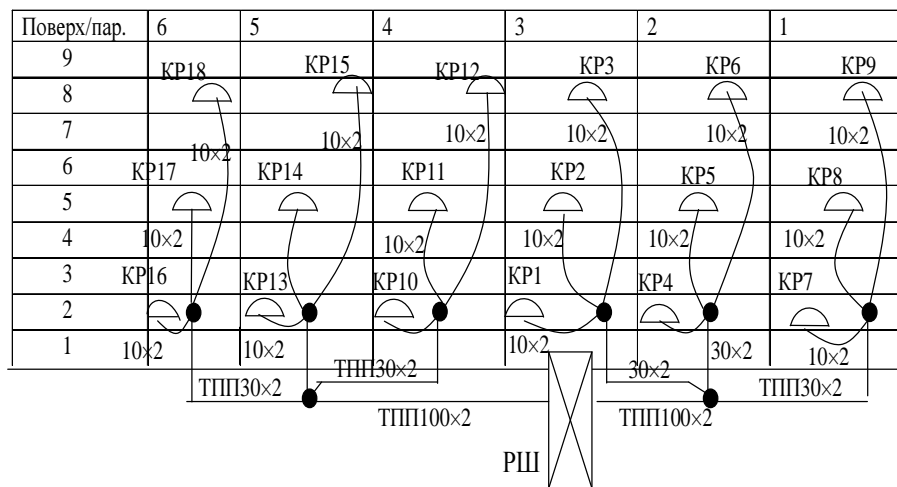 Поверх/пар. 6 5 4 3 2 1
9
КР18 КР15 КР12 КР3 КР6 КР9
8
7 10×2 10×2 10×2 10×2 10×2
10×2
6 КР17 КР14 КР11 КР2 КР5 КР8
5
4 10×2 10×2 10×2 10×2 10×2
3 КР16 КР13 КР10 КР1 КР4 КР7
2
1 10×2 10×2 10×2 30×2 10×2
ТПП30×2 ТПП30×2 30×2 ТПП30×2
ТПП100×2 ТПП100×2
РШ